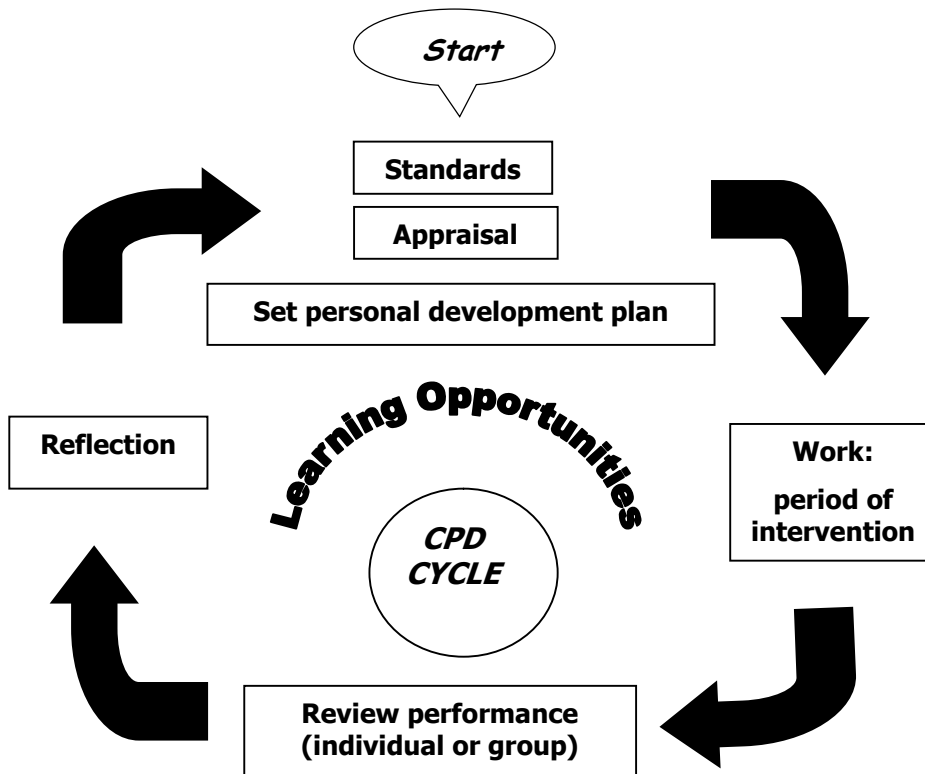 Start
Standards
Appraisal
Set personal development plan
Learning Opportunities
Reflection
Work:
period of
intervention
CPD
CYCLE
Review performance
(individual or group)